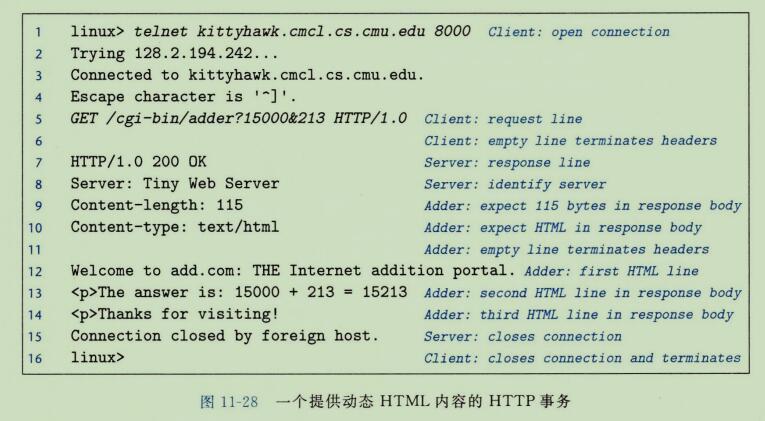 1 linux> telnet kittyhawk.cmcl.cs.cmu.edu 8000 Client: open connection
2 Trying 128.2.194.242...
3 Connected to kittyhawk.cmcl.cs.cmu.edu.
4 Escape character is '^]'.
5 GET /cgi-bin/adder?15000&213 HTTP/1.0 Client: request line
6 Client: empty line terminates headers
7 HTTP/1.0 200 OK Server: response line
8 Server: Tiny Web Server Server: identify server
9 Content-length: 115 Adder: expect 115 bytes in response body
10 Content-type: text/html Adder: expect HTML in response body
11 Adder: empty line terminates headers
12 Welcome to add.com: THE Internet addition portal. Adder: first HTML line
13 <p>The answer is: 15000 + 213 = 15213 Adder: second HTML line in response body
14 <p>Thanks for visiting! Adder: third HTML line in response body
15 Connection closed by foreign host. Server: closes connection
16 linux> Client: closes connection and terminates
图 11-28 一个提供动态 HTML 内容的 HTTP 事务